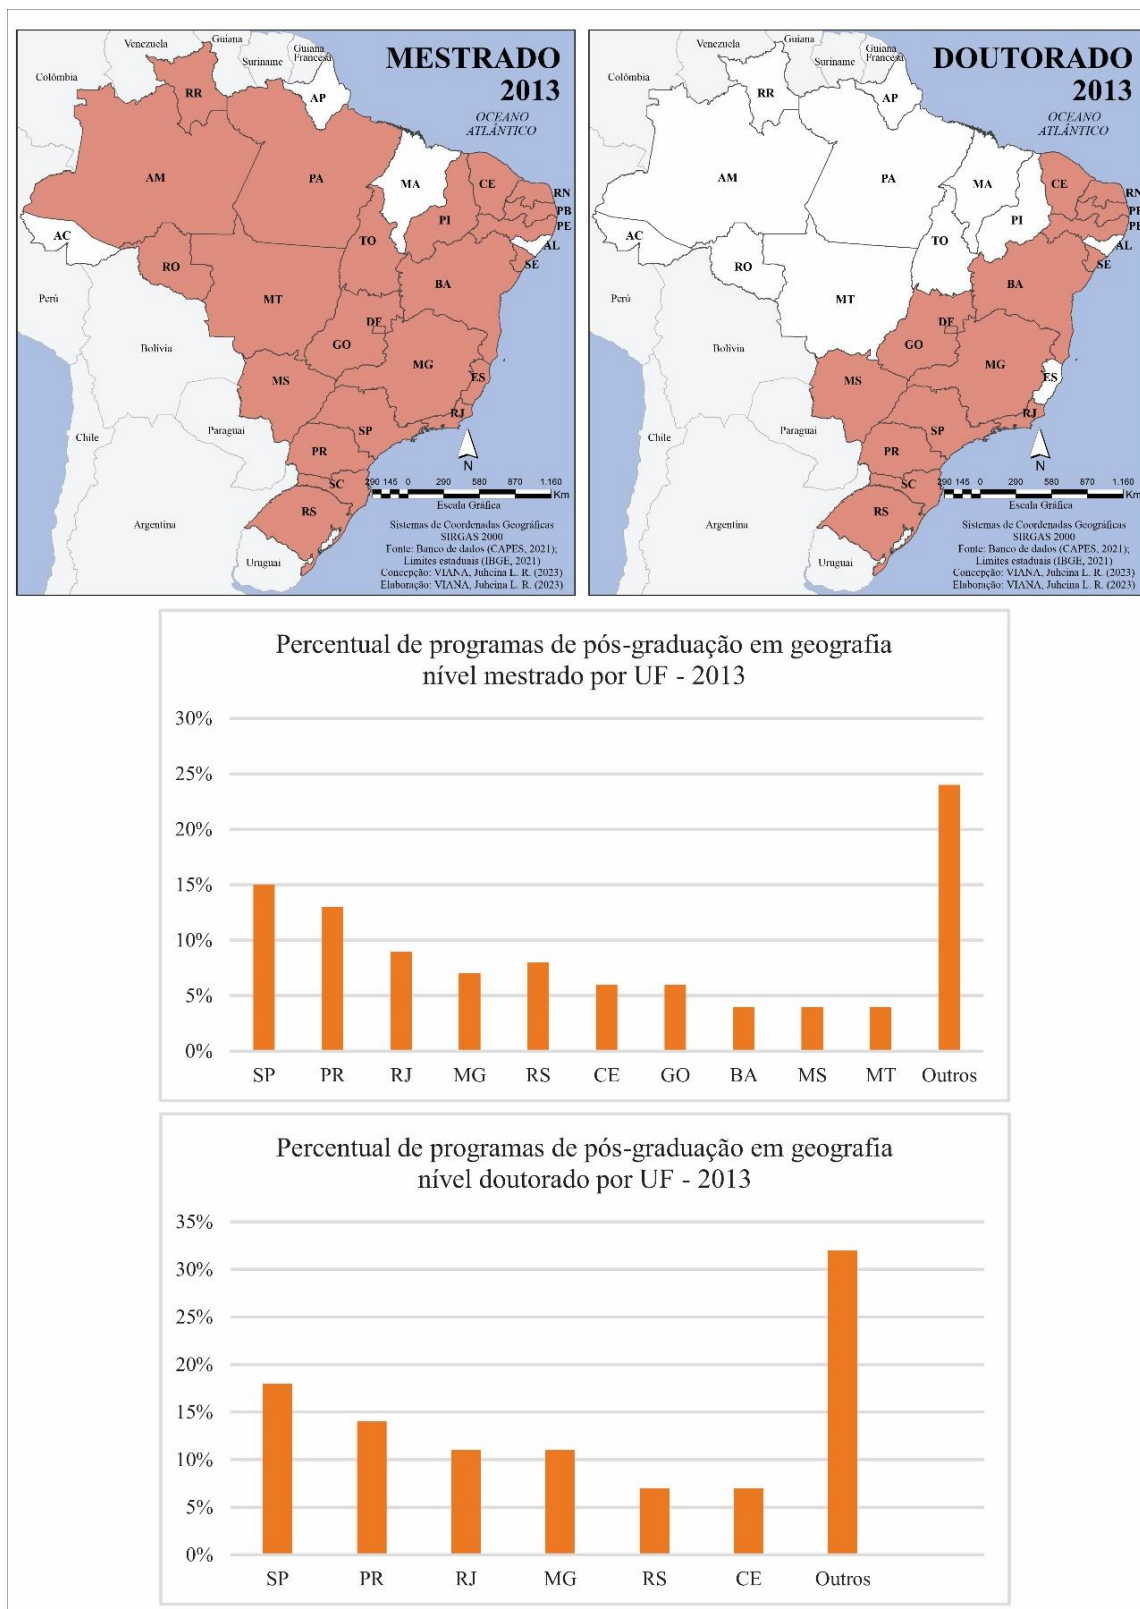 MESTRADO
2013
OCEANO
ATLÂNTICO
Venezuela
Guiana
Suriname
Guiana
Francesa
Colômbia
RR
AP
AM
PA
MA
CE
RN
PB
PE
PI
AC
TO
AL
SE
RO
BA
Perú
MT
DF
GO
Bolívia
MG
MS
ES
RJ
SP
Paraguai
Chile
PR
N
SC
290 145 0 290 580 870 1.160
Km
Escala Gráfica
RS
Argentina
Uruguai
Sistemas de Coordenadas Geográficas
SIRGAS 2000
Fonte: Banco de dados (CAPES, 2021);
Limites estaduais (IBGE, 2021)
Concepção: VIANA, Juheina L. R. (2023)
Elaboração: VIANA, Juheina L. R. (2023)
DOUTORADO
2013
OCEANO
ATLÂNTICO
Venezuela
Guiana
Suriname
Guiana
Francesa
Colômbia
RR
AP
AM
PA
MA
CE
RN
PB
PE
PI
AC
TO
AL
SE
RO
BA
Perú
MT
DF
GO
Bolívia
MG
MS
ES
RJ
SP
Paraguai
Chile
PR
N
SC
290 145 0 290 580 870 1.160
Km
Escala Gráfica
RS
Argentina
Uruguai
Sistemas de Coordenadas Geográficas
SIRGAS 2000
Fonte: Banco de dados (CAPES, 2021);
Limites estaduais (IBGE, 2021)
Concepção: VIANA, Juheina L. R. (2023)
Elaboração: VIANA, Juheina L. R. (2023)
Percentual de programas de pós-graduação em geografia
nível mestrado por UF - 2013
30%
25%
20%
15%
10%
5%
0%
SP PR RJ MG RS CE GO BA MS MT Outros
Percentual de programas de pós-graduação em geografia
nível doutorado por UF - 2013
35%
30%
25%
20%
15%
10%
5%
0%
SP PR RJ MG RS CE Outros